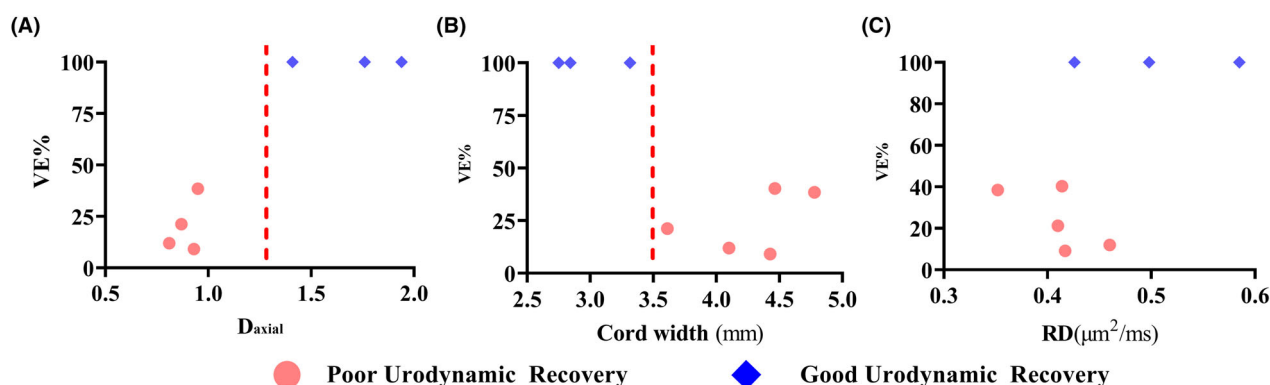 (A)
VE%
100
75
50
25
0
0.5 1.0 1.5 2.0
Daxial
(B)
VE%
100
75
50
25
0
2.5 3.0 3.5 4.0 4.5 5.0
Cord width (mm)
(C)
VE%
100
80
60
40
20
0
0.3 0.4 0.5 0.6
RD(μm²/ms)
Poor Urodynamic Recovery
Good Urodynamic Recovery